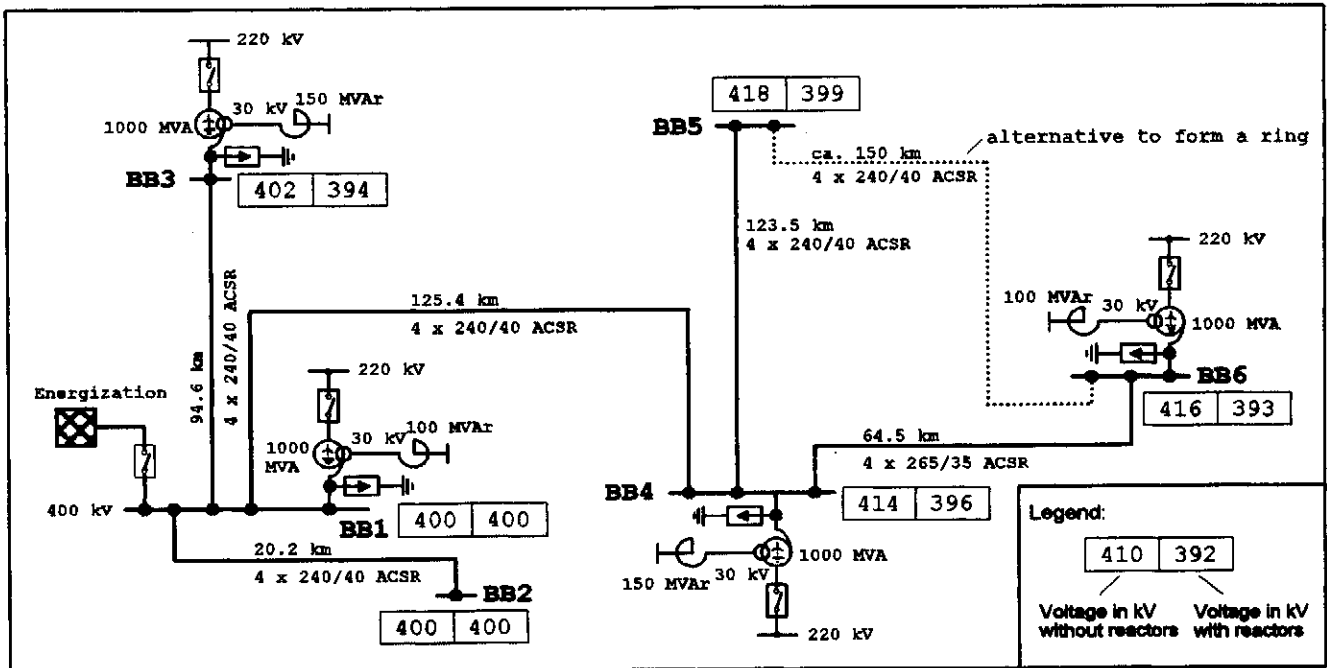 220 kV
30 kV
150 MVAr
1000 MVA
BB3
402 394
94.6 km
4 x 240/40 ACSR
Energization
400 kV
125.4 km
4 x 240/40 ACSR
220 kV
1000 MVA
30 kV
100 MVAr
BB1
400 400
20.2 km
4 x 240/40 ACSR
BB2
400 400
418 399
BB5
alternative to form a ring
ca. 150 km
4 x 240/40 ACSR
123.5 km
4 x 240/40 ACSR
220 kV
100 MVAr
30 kV
1000 MVA
BB6
416 393
64.5 km
4 x 265/35 ACSR
BB4
414 396
150 MVAr
30 kV
1000 MVA
220 kV
Legend:
410 392
Voltage in kV without reactors
Voltage in kV with reactors